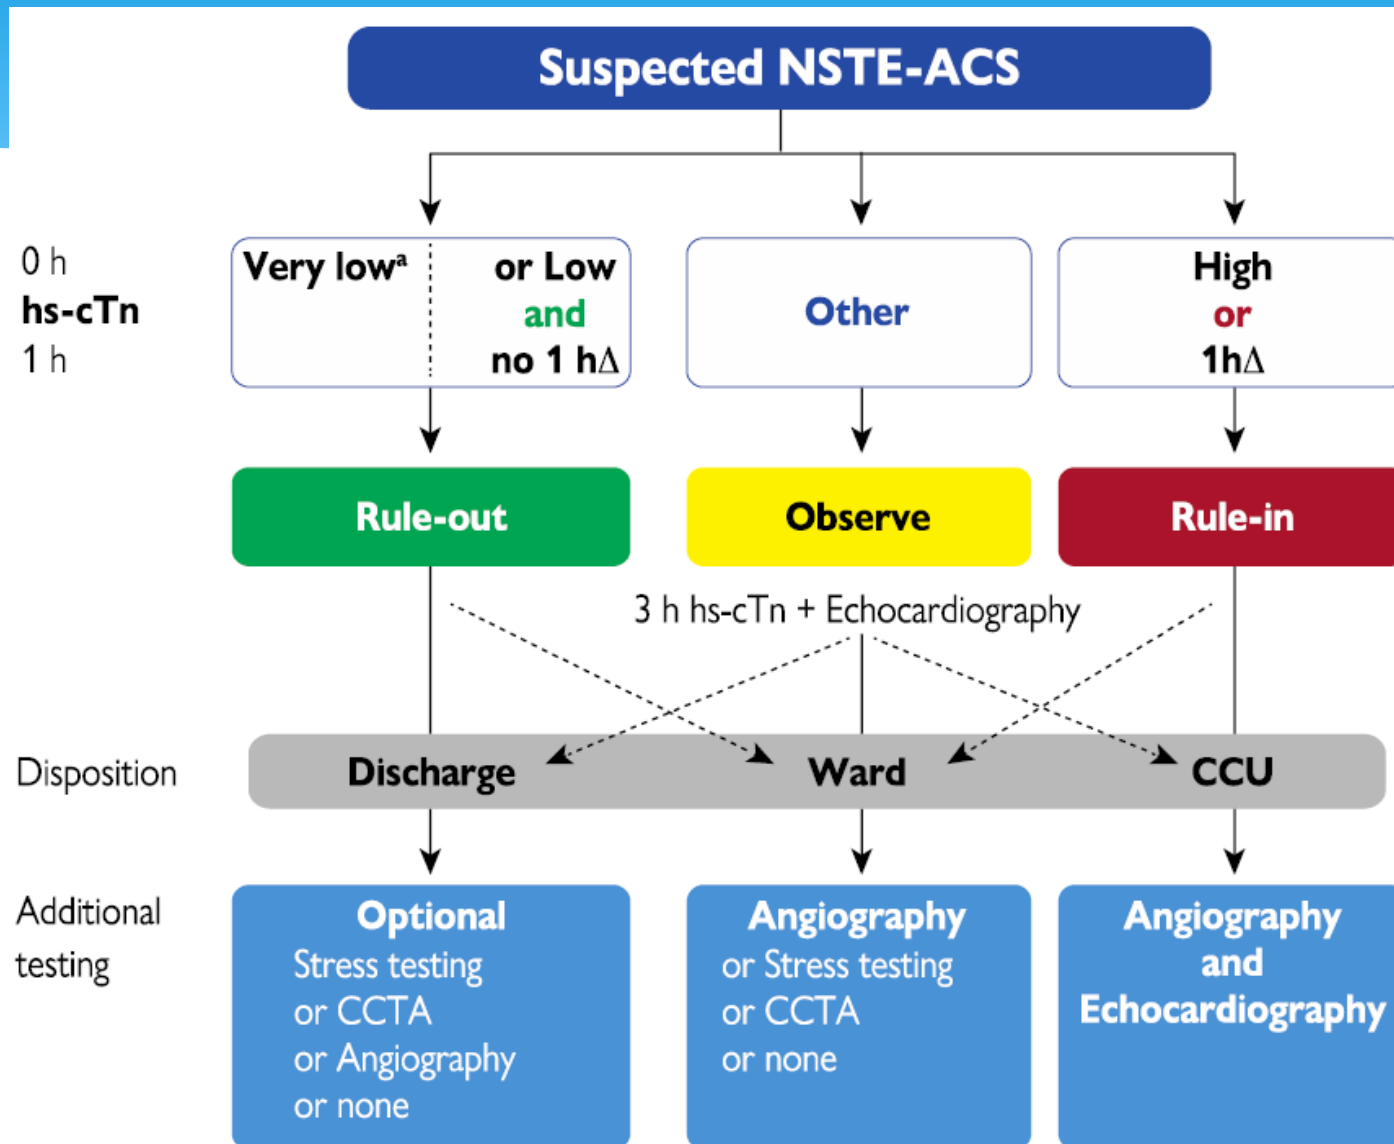 Suspected NSTE-ACS
0 h
hs-cTn
1 h
Very lowᵃ
or Low
and
no 1 hΔ
Other
High
or
1hΔ
Rule-out
Observe
Rule-in
3 h hs-cTn + Echocardiography
Disposition
Discharge
Ward
CCU
Additional
testing
Optional
Stress testing
or CCTA
or Angiography
or none
Angiography
or Stress testing
or CCTA
or none
Angiography
and
Echocardiography